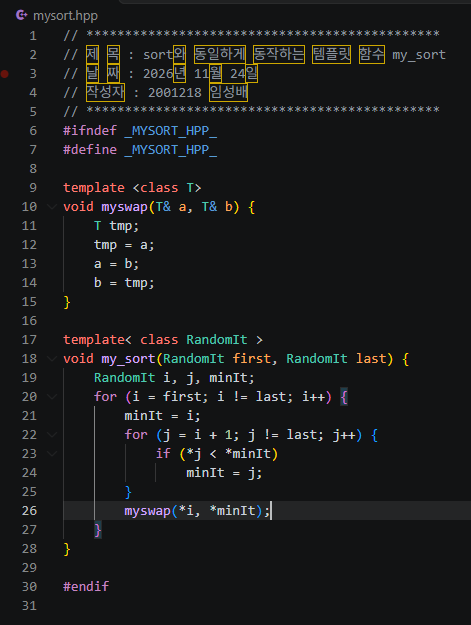 mysort.hpp
1 // ********************************************
2 // 제 목 : sort와 동일하게 동작하는 템플릿 함수 my_sort
3 // 날 짜 : 2026년 11월 24일
4 // 작성자 : 2001218 임성배
5 // ********************************************
6 #ifndef _MYSORT_HPP_
7 #define _MYSORT_HPP_
8
9 template <class T>
10 void myswap(T& a, T& b) {
11     T tmp;
12     tmp = a;
13     a = b;
14     b = tmp;
15 }
16
17 template< class RandomIt >
18 void my_sort(RandomIt first, RandomIt last) {
19     RandomIt i, j, minIt;
20     for (i = first; i != last; i++) {
21         minIt = i;
22         for (j = i + 1; j != last; j++) {
23             if (*j < *minIt)
24                 minIt = j;
25         }
26         myswap(*i, *minIt);
27     }
28 }
29
30 #endif
31